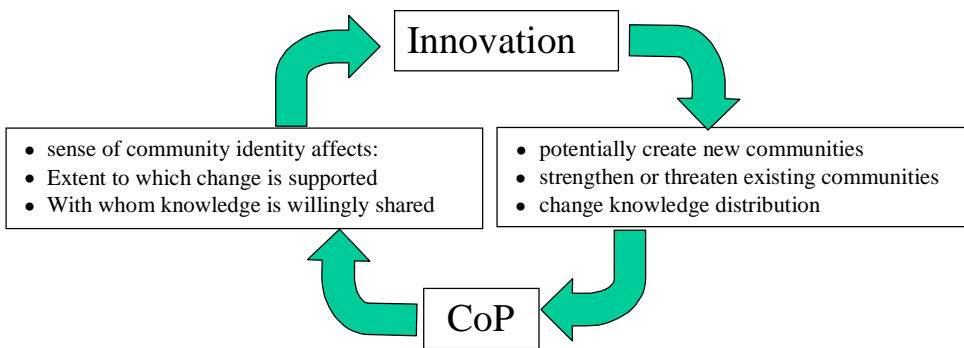 Innovation
• sense of community identity affects:
• Extent to which change is supported
• With whom knowledge is willingly shared
• potentially create new communities
• strengthen or threaten existing communities
• change knowledge distribution
CoP